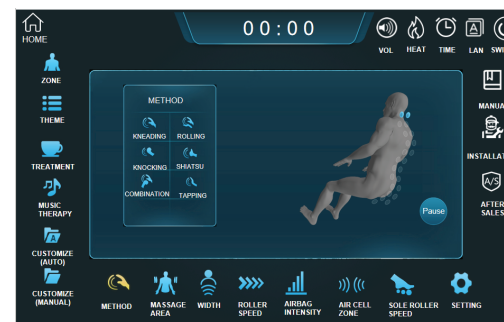 HOME
00:00
VOL HEAT TIME LAN
ZONE
THEME
TREATMENT
MUSIC
THERAPY
CUSTOMIZE
(AUTO)
CUSTOMIZE
(MANUAL)
METHOD
KNEADING ROLLING
KNOCKING SHIATSU
COMBINATION TAPPING
Pause
A
A/S
AFTER
SALES
METHOD
MASSAGE
AREA
WIDTH
ROLLER
SPEED
AIRBAG
INTENSITY
AIR CELL
ZONE
SOLE ROLLER
SPEED
SETTING